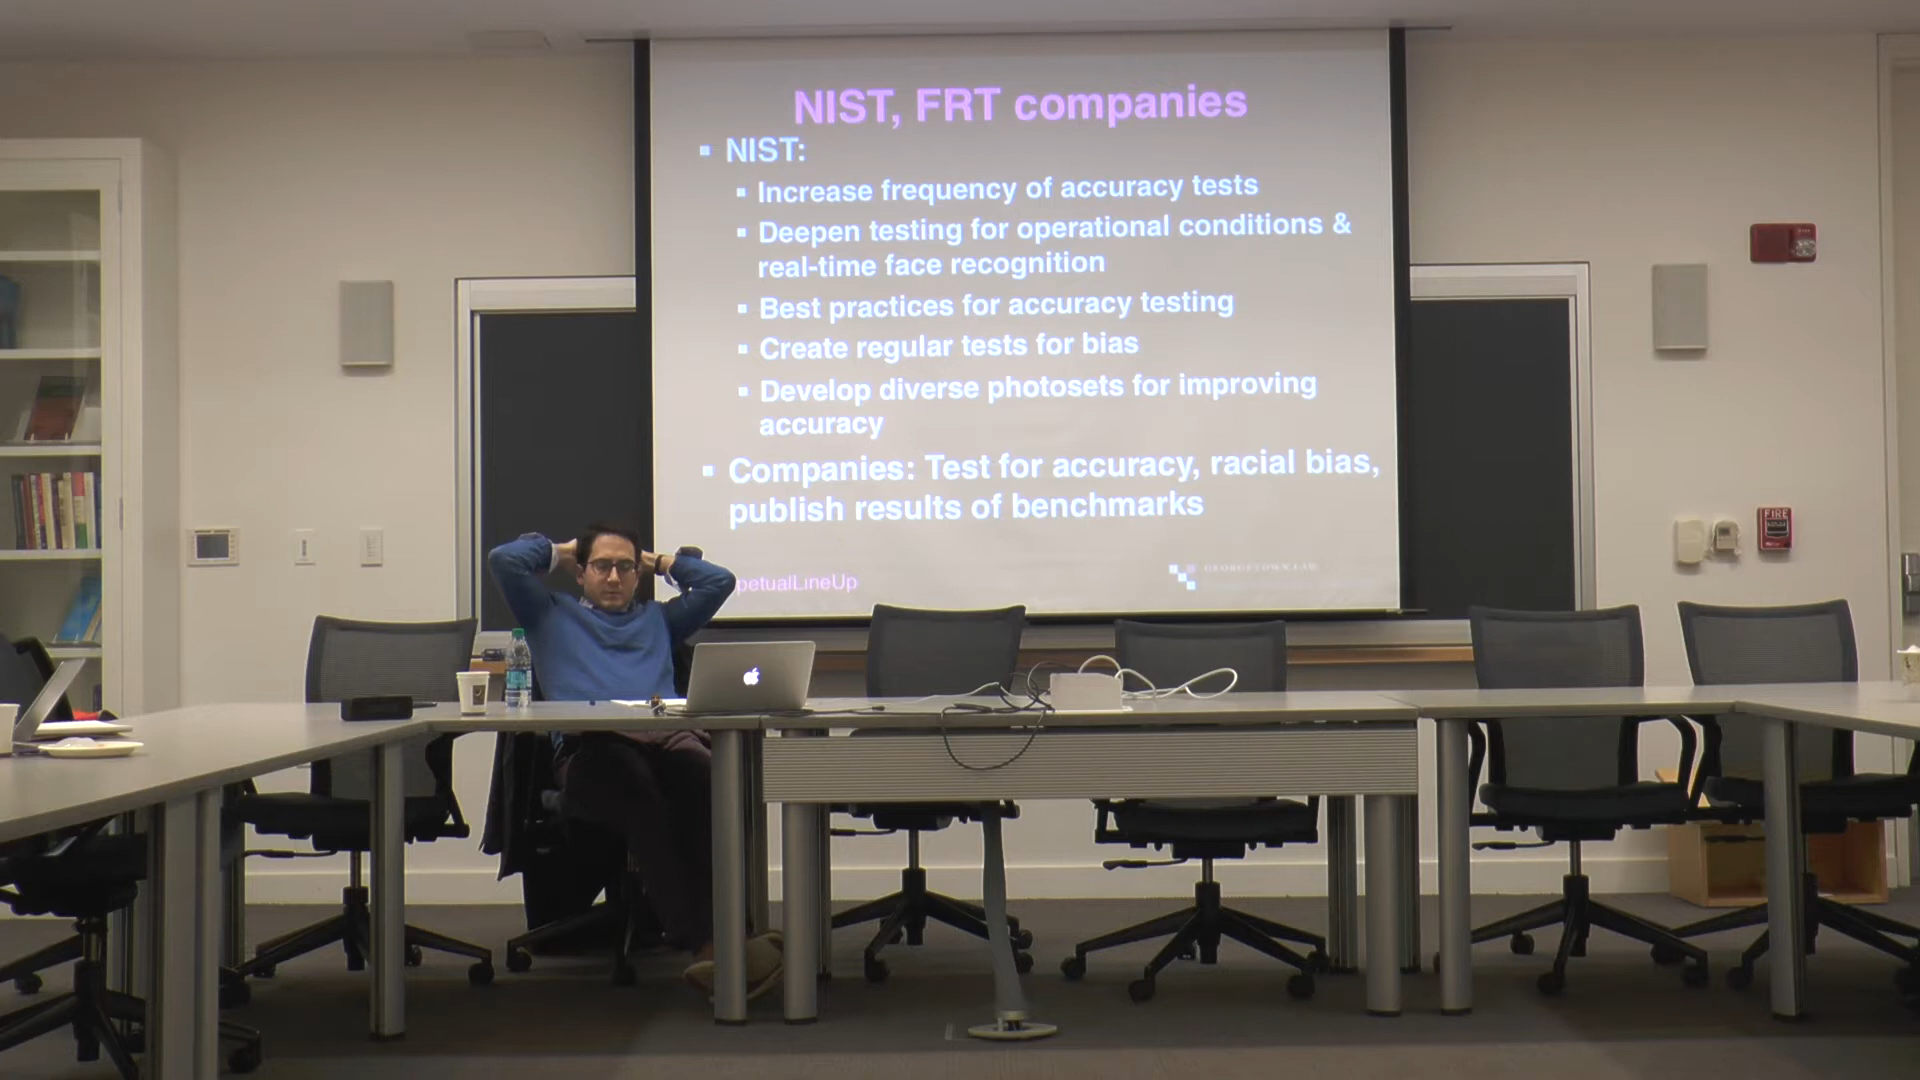 NIST, FRT companies
▪ NIST:
▪ Increase frequency of accuracy tests
▪ Deepen testing for operational conditions &
real-time face recognition
▪ Best practices for accuracy testing
▪ Create regular tests for bias
▪ Develop diverse photosets for improving
accuracy
▪ Companies: Test for accuracy, racial bias,
publish results of benchmarks
petualLineUp
GEORGETOWN LAW
FIRE